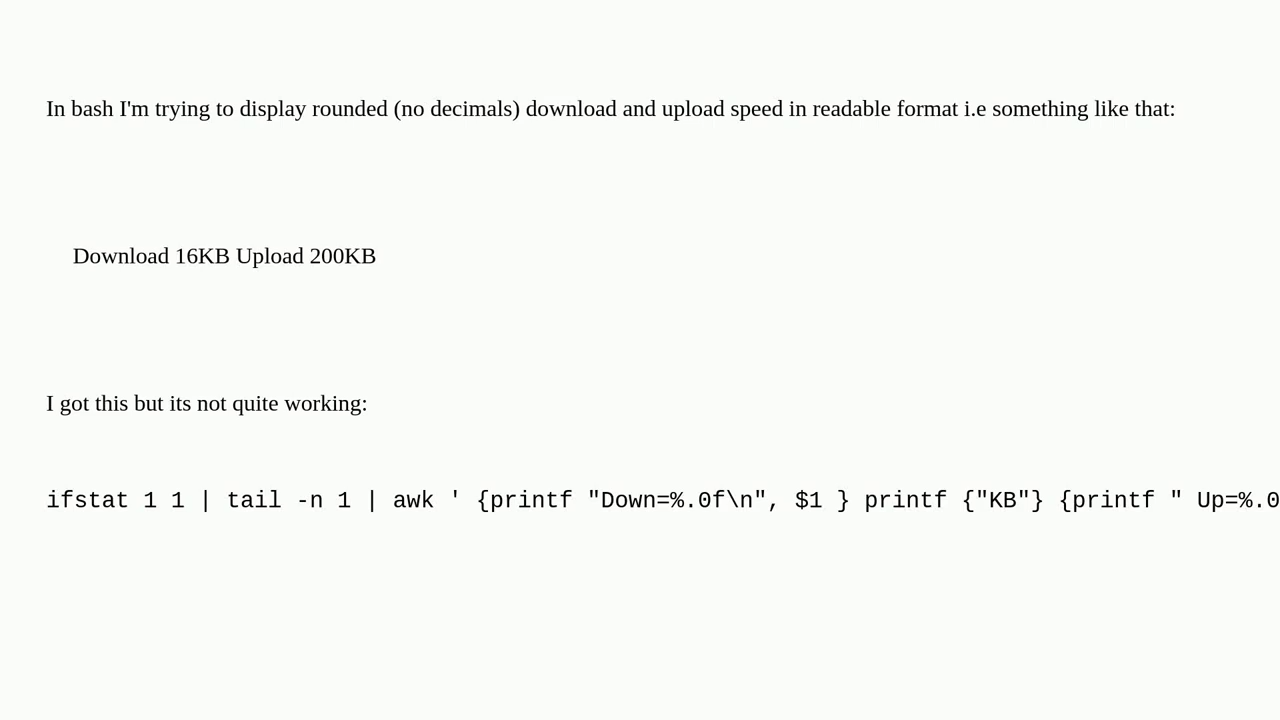 In bash I'm trying to display rounded (no decimals) download and upload speed in readable format i.e something like that:
Download 16KB Upload 200KB
I got this but its not quite working:
ifstat 1 1 | tail -n 1 | awk ' {printf "Down=%.0f\n", $1 } printf {"KB"} {printf " Up=%.0